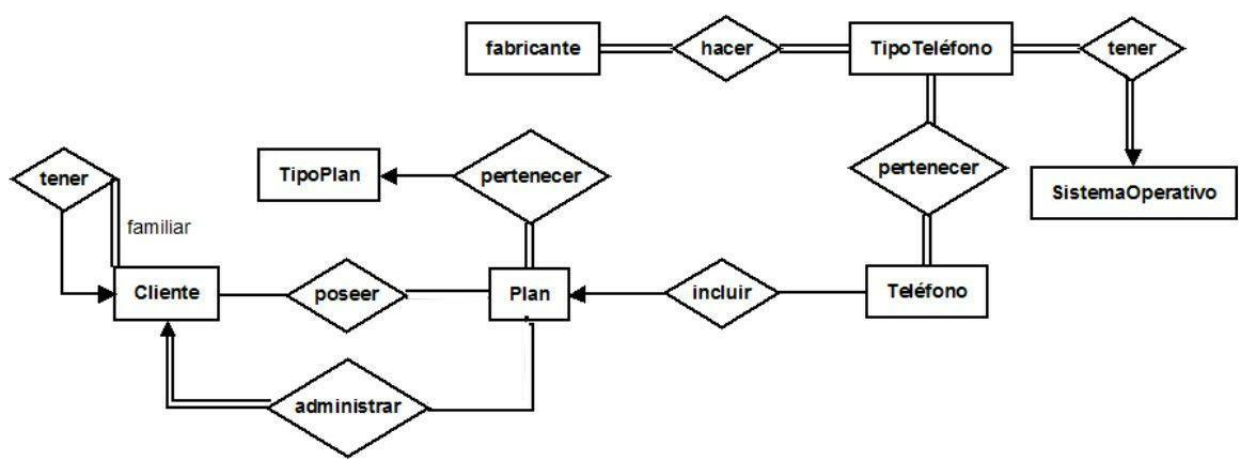 fabricante
hacer
TipoTeléfono
tener
tener
TipoPlan
pertenecer
pertenecer
SistemaOperativo
familiar
Cliente
poseer
Plan
incluir
Teléfono
administrar